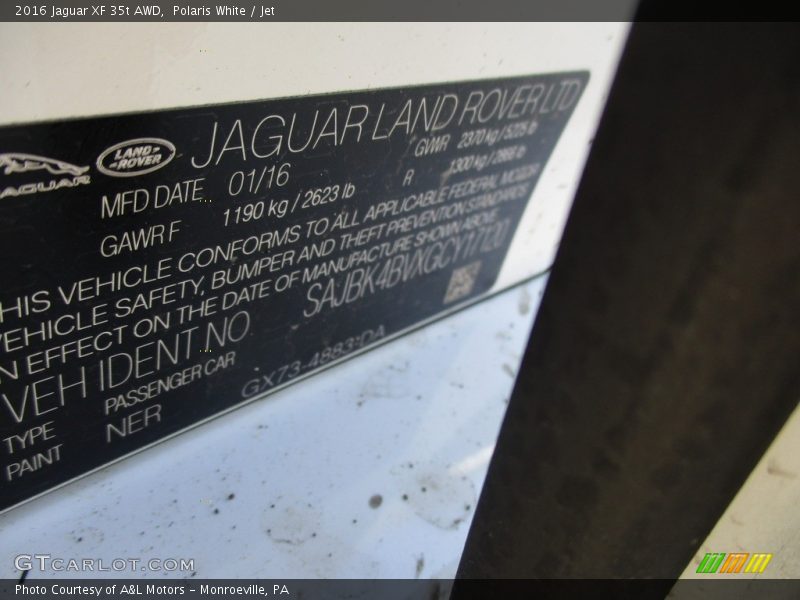 2016 Jaguar XF 35t AWD,  Polaris White / Jet
JAGUAR
LAND ROVER
JAGUAR LAND ROVER LTD
MFD DATE 01/16 GVWR 2370 kg / 5225 lb
GAWR F 1190 kg / 2623 lb R 1300 kg / 2866 lb
THIS VEHICLE CONFORMS TO ALL APPLICABLE FEDERAL MOTOR
VEHICLE SAFETY, BUMPER AND THEFT PREVENTION STANDARDS
IN EFFECT ON THE DATE OF MANUFACTURE SHOWN ABOVE
VEH IDENT NO SAJBK4BVXGCY17120
TYPE PASSENGER CAR
PAINT NER GX73-4883:DA
GTCARLOT.COM
Photo Courtesy of A&L Motors – Monroeville, PA